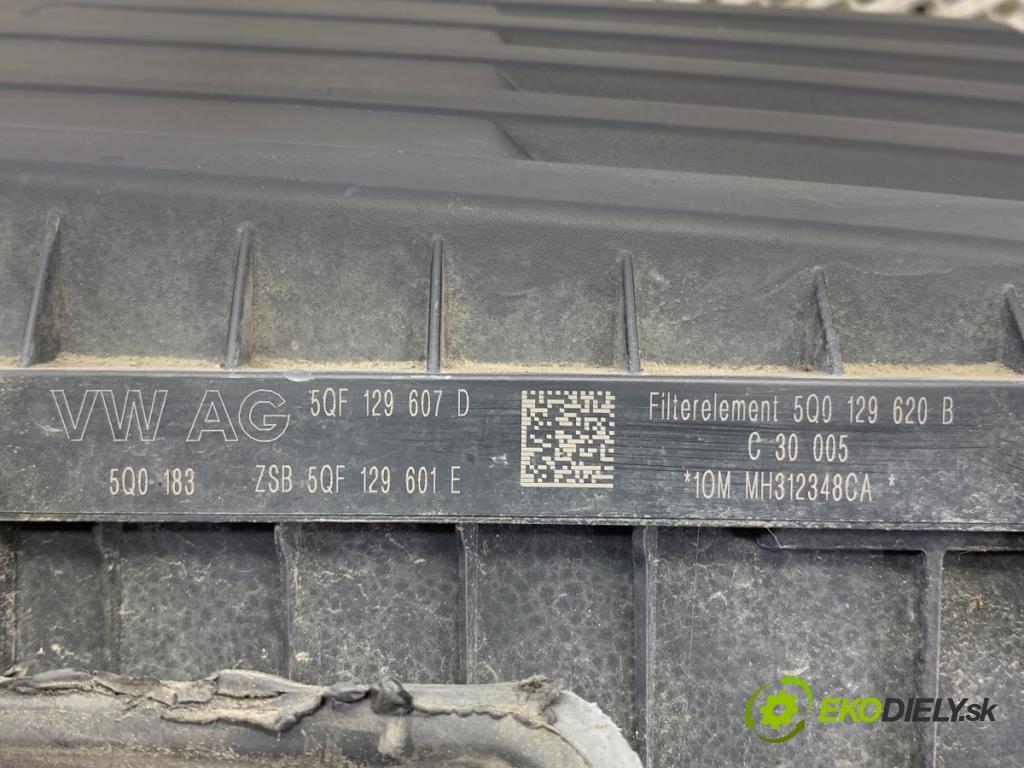 VW AG 5QF 129 607 D
5Q0 183 ZSB 5QF 129 601 E
Filterelement 5Q0 129 620 B
C 30 005
*1OM MH312348CA *
EKODIELY.sk